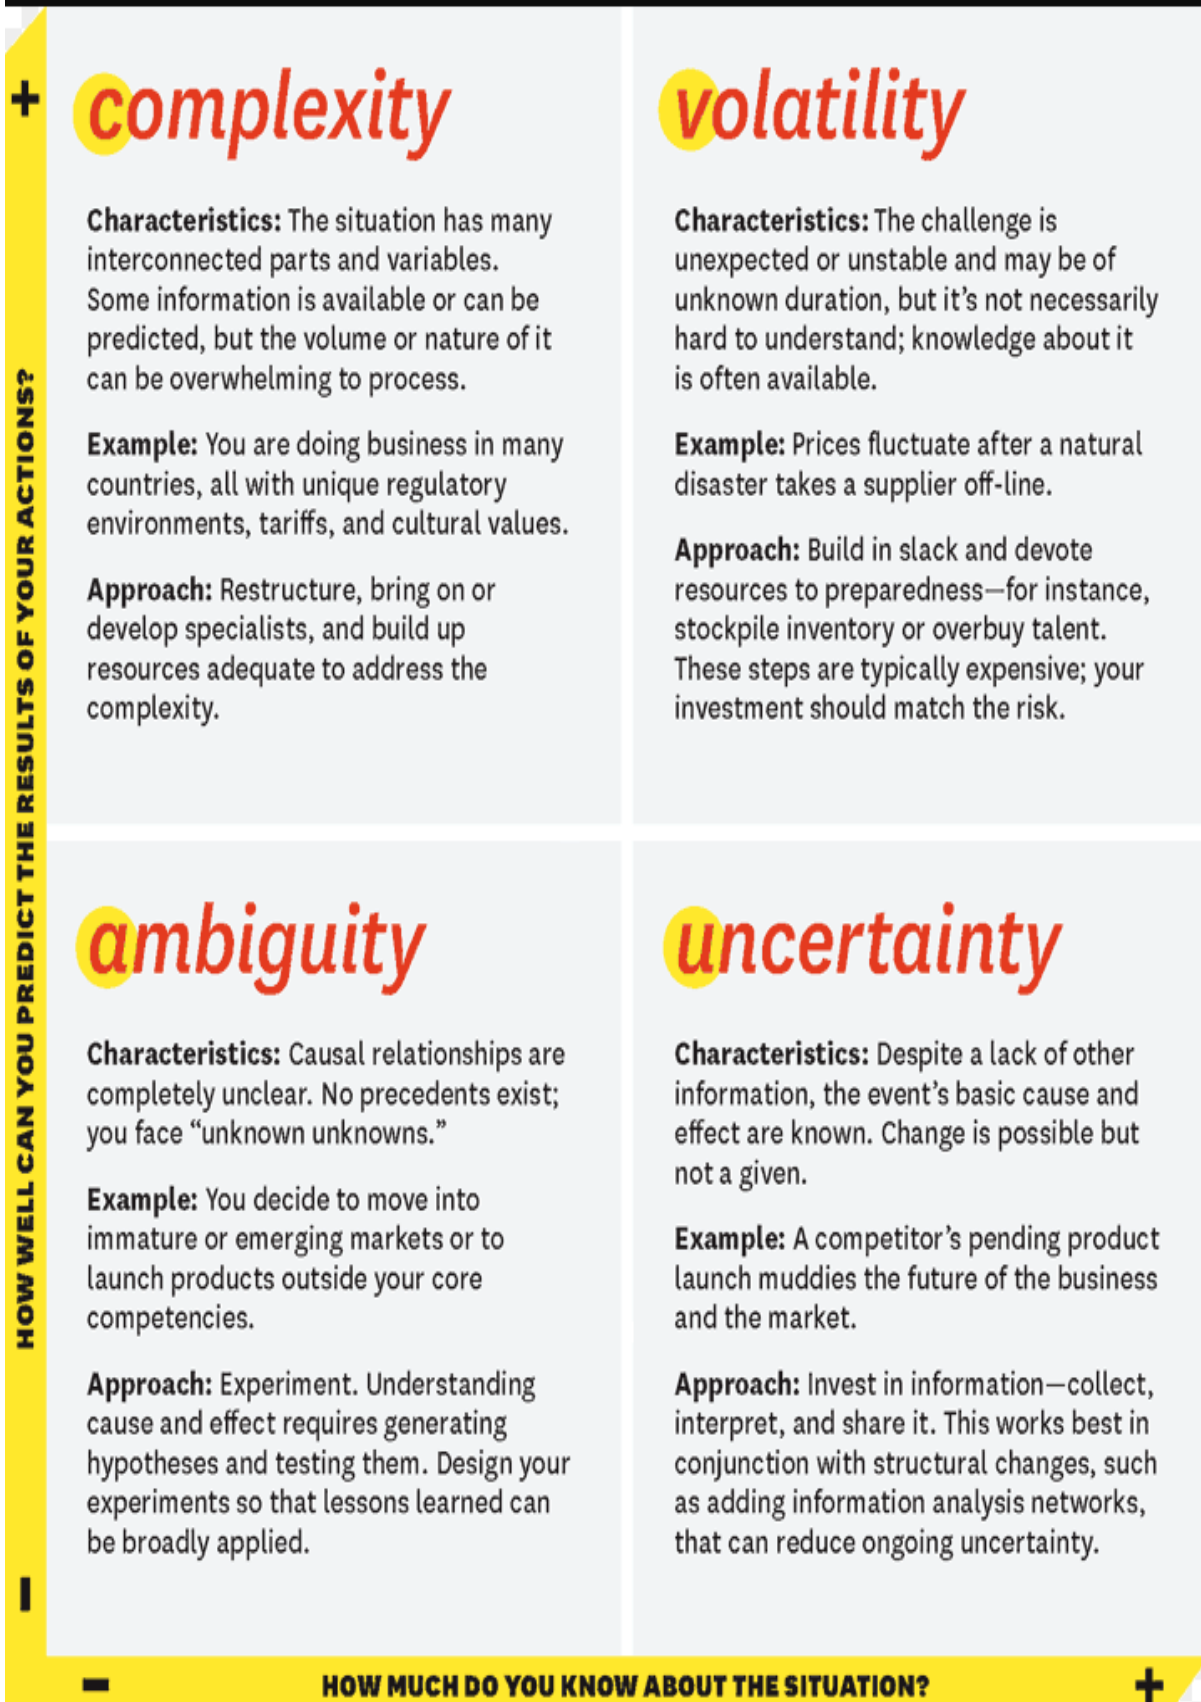 +
complexity
Characteristics: The situation has many
interconnected parts and variables.
Some information is available or can be
predicted, but the volume or nature of it
can be overwhelming to process.
Example: You are doing business in many
countries, all with unique regulatory
environments, tariffs, and cultural values.
Approach: Restructure, bring on or
develop specialists, and build up
resources adequate to address the
complexity.
volatility
Characteristics: The challenge is
unexpected or unstable and may be of
unknown duration, but it’s not necessarily
hard to understand; knowledge about it
is often available.
Example: Prices fluctuate after a natural
disaster takes a supplier off-line.
Approach: Build in slack and devote
resources to preparedness—for instance,
stockpile inventory or overbuy talent.
These steps are typically expensive; your
investment should match the risk.
ambiguity
Characteristics: Causal relationships are
completely unclear. No precedents exist;
you face “unknown unknowns.”
Example: You decide to move into
immature or emerging markets or to
launch products outside your core
competencies.
Approach: Experiment. Understanding
cause and effect requires generating
hypotheses and testing them. Design your
experiments so that lessons learned can
be broadly applied.
uncertainty
Characteristics: Despite a lack of other
information, the event’s basic cause and
effect are known. Change is possible but
not a given.
Example: A competitor’s pending product
launch muddies the future of the business
and the market.
Approach: Invest in information—collect,
interpret, and share it. This works best in
conjunction with structural changes, such
as adding information analysis networks,
that can reduce ongoing uncertainty.
HOW WELL CAN YOU PREDICT THE RESULTS OF YOUR ACTIONS?
–
– HOW MUCH DO YOU KNOW ABOUT THE SITUATION? +